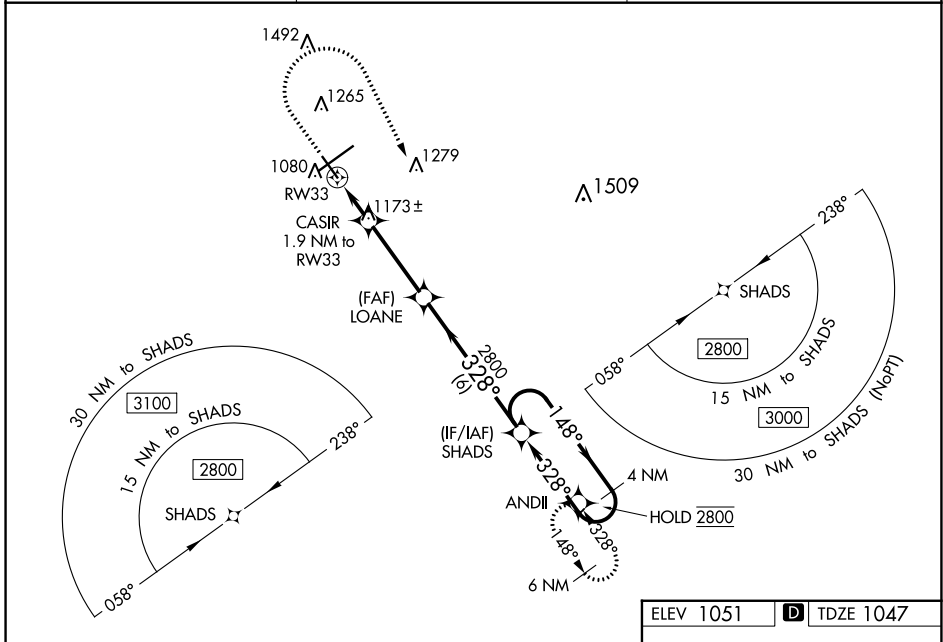 1492
1265
1279
1080
RW33
1509
1173±
CASIR
1.9 NM to
RW33
(FAF)
LOANE
2800
328°
(6)
(IF/IAF)
SHADS
148°
328°
4 NM
ANDII
HOLD 2800
328°
148°
6 NM
238°
SHADS
2800
058°
15 NM to SHADS
3000
30 NM to SHADS (NoPT)
30 NM to SHADS
3100
15 NM to SHADS
238°
2800
SHADS
058°
ELEV 1051 D TDZE 1047